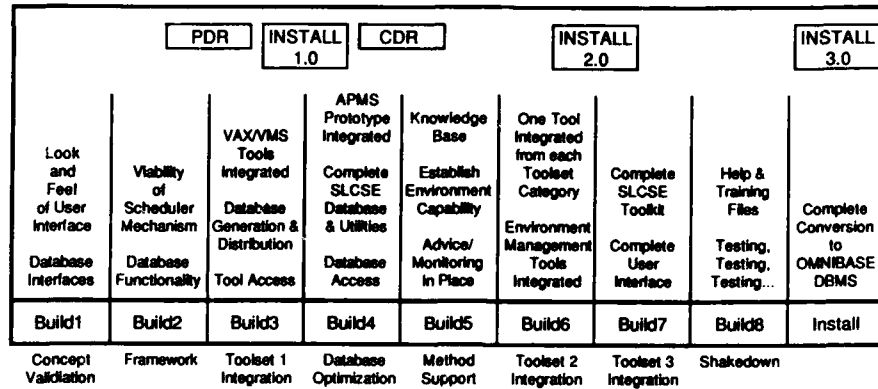 PDR
INSTALL
1.0
CDR
INSTALL
2.0
INSTALL
3.0
Look
and
Feel
of User
Interface
Database
Interfaces
Viability
of
Scheduler
Mechanism
Database
Functionality
VAX/VMS
Tools
Integrated
Database
Generation &
Distribution
Tool Access
APMS
Prototype
Integrated
Complete
SLCSE
Database
& Utilities
Database
Access
Knowledge
Base
Establish
Environment
Capability
Advice/
Monitoring
In Place
One Tool
Integrated
from each
Toolset
Category
Environment
Management
Tools
Integrated
Complete
SLCSE
Toolkit
Complete
User
Interface
Help &
Training
Files
Testing,
Testing,
Testing...
Complete
Conversion
to
OMNIBASE
DBMS
Build1
Build2
Build3
Build4
Build5
Build6
Build7
Build8
Install
Concept
Validiation
Framework
Toolset 1
Integration
Database
Optimization
Method
Support
Toolset 2
Integration
Toolset 3
Integration
Shakedown